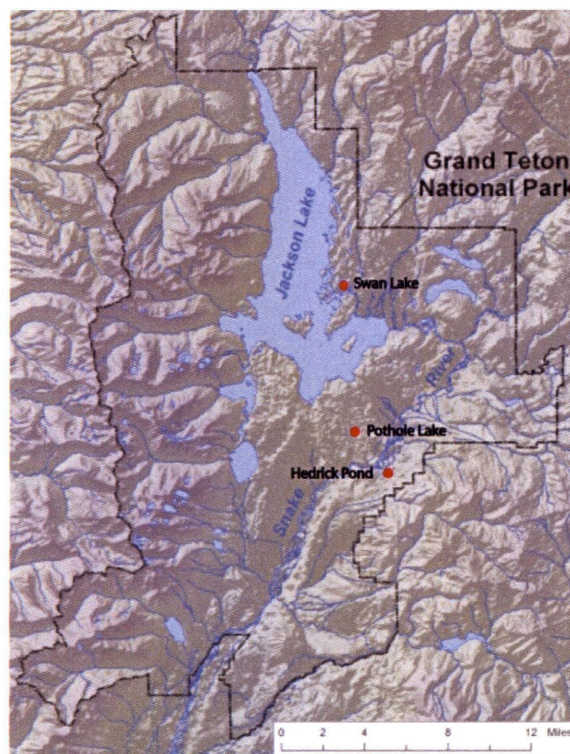 Grand Teton
National Park
Jackson Lake
Swan Lake
River
Pothole Lake
Hedrick Pond
Snake
0 4 8 12 Miles